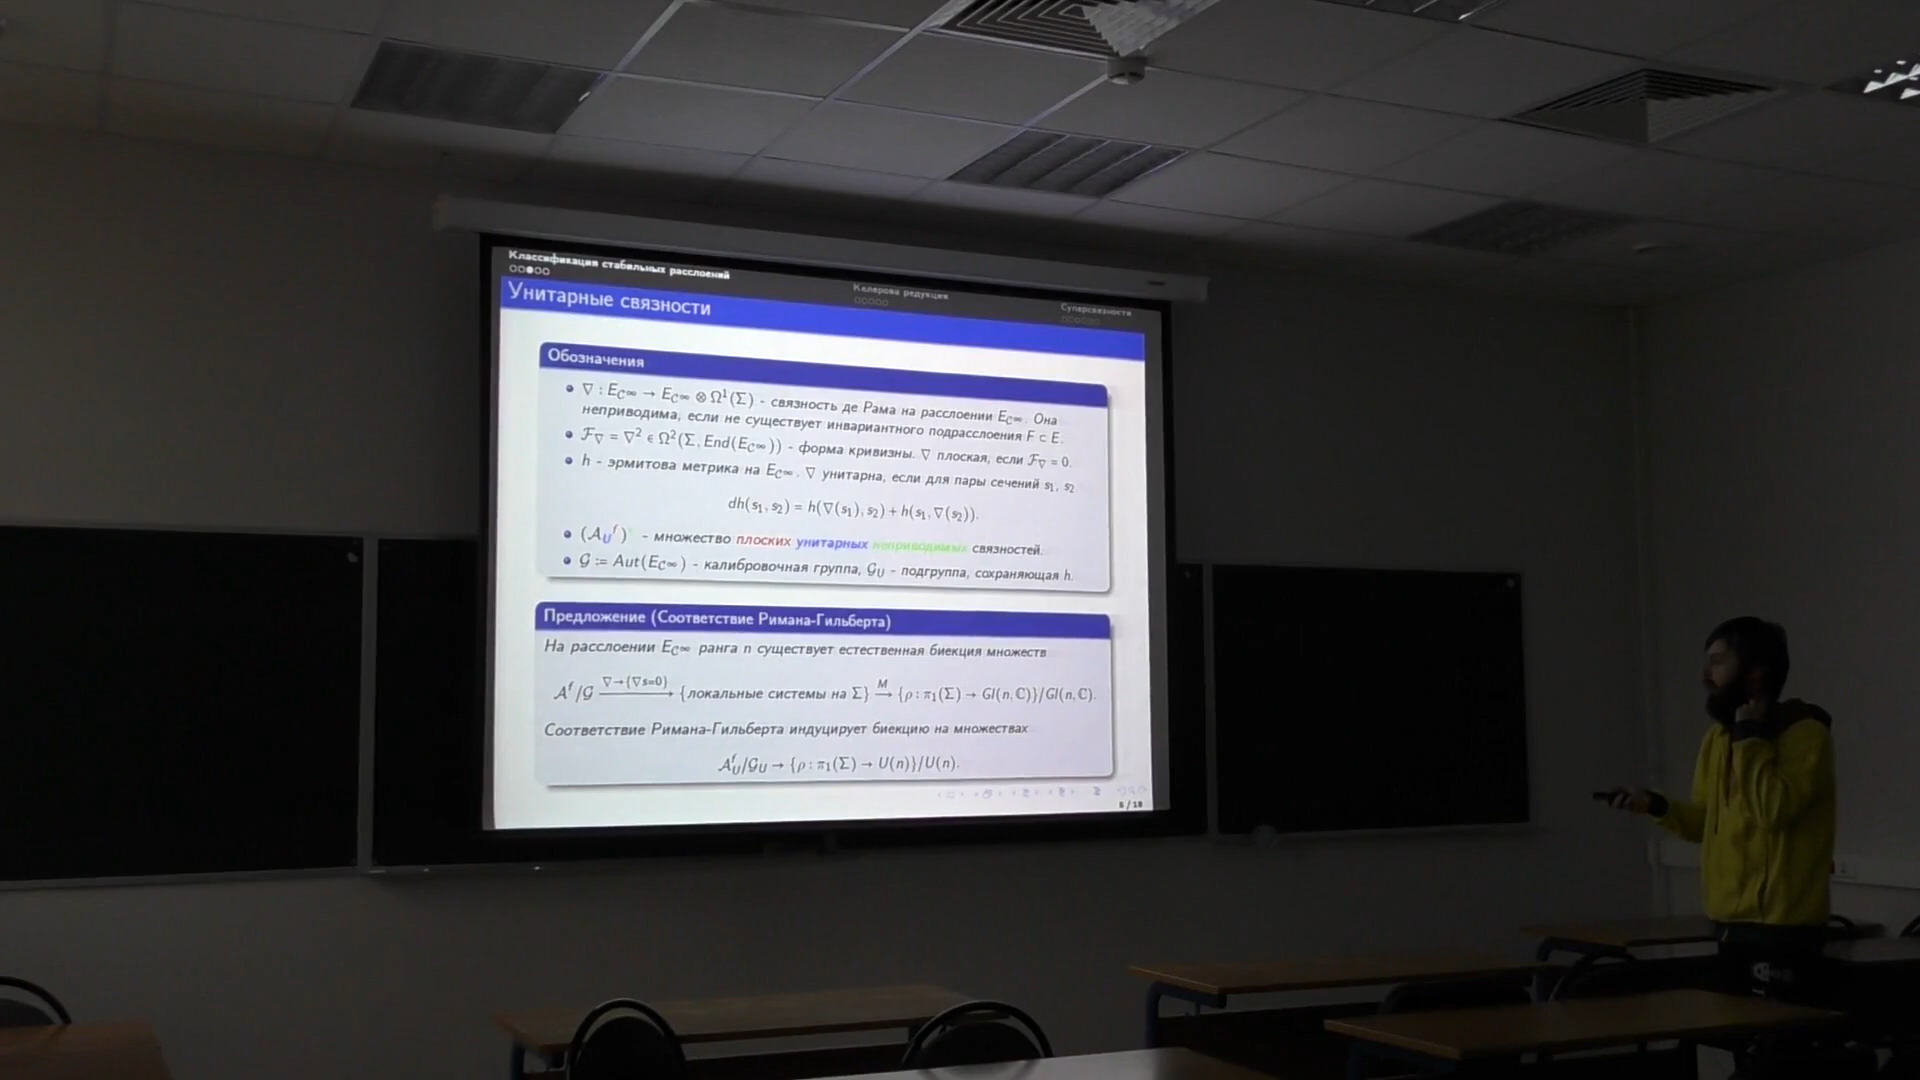 Классификация стабильных расслоений
Келерова редукция
Суперсвязности
Унитарные связности
Обозначения
• ∇ : E_{C^∞} → E_{C^∞} ⊗ Ω¹(Σ) - связность де Рама на расслоении E_{C^∞}. Она
неприводима, если не существует инвариантного подрасслоения F ⊂ E.
• ℱ_∇ = ∇² ∈ Ω²(Σ, End(E_{C^∞})) - форма кривизны. ∇ плоская, если ℱ_∇ = 0.
• h - эрмитова метрика на E_{C^∞}. ∇ унитарна, если для пары сечений s₁, s₂
dh(s₁, s₂) = h(∇(s₁), s₂) + h(s₁, ∇(s₂)).
• (𝒜_U^f) - множество плоских унитарных неприводимых связностей.
• 𝒢 := Aut(E_{C^∞}) - калибровочная группа, 𝒢_U - подгруппа, сохраняющая h.
Предложение (Соответствие Римана-Гильберта)
На расслоении E_{C^∞} ранга n существует естественная биекция множеств
∇→{∇s=0} M
𝒜^f/𝒢 → {локальные системы на Σ} → {ρ : π₁(Σ) → Gl(n, ℂ)}/Gl(n, ℂ).
Соответствие Римана-Гильберта индуцирует биекцию на множествах
𝒜_U^f/𝒢_U → {ρ : π₁(Σ) → U(n)}/U(n).